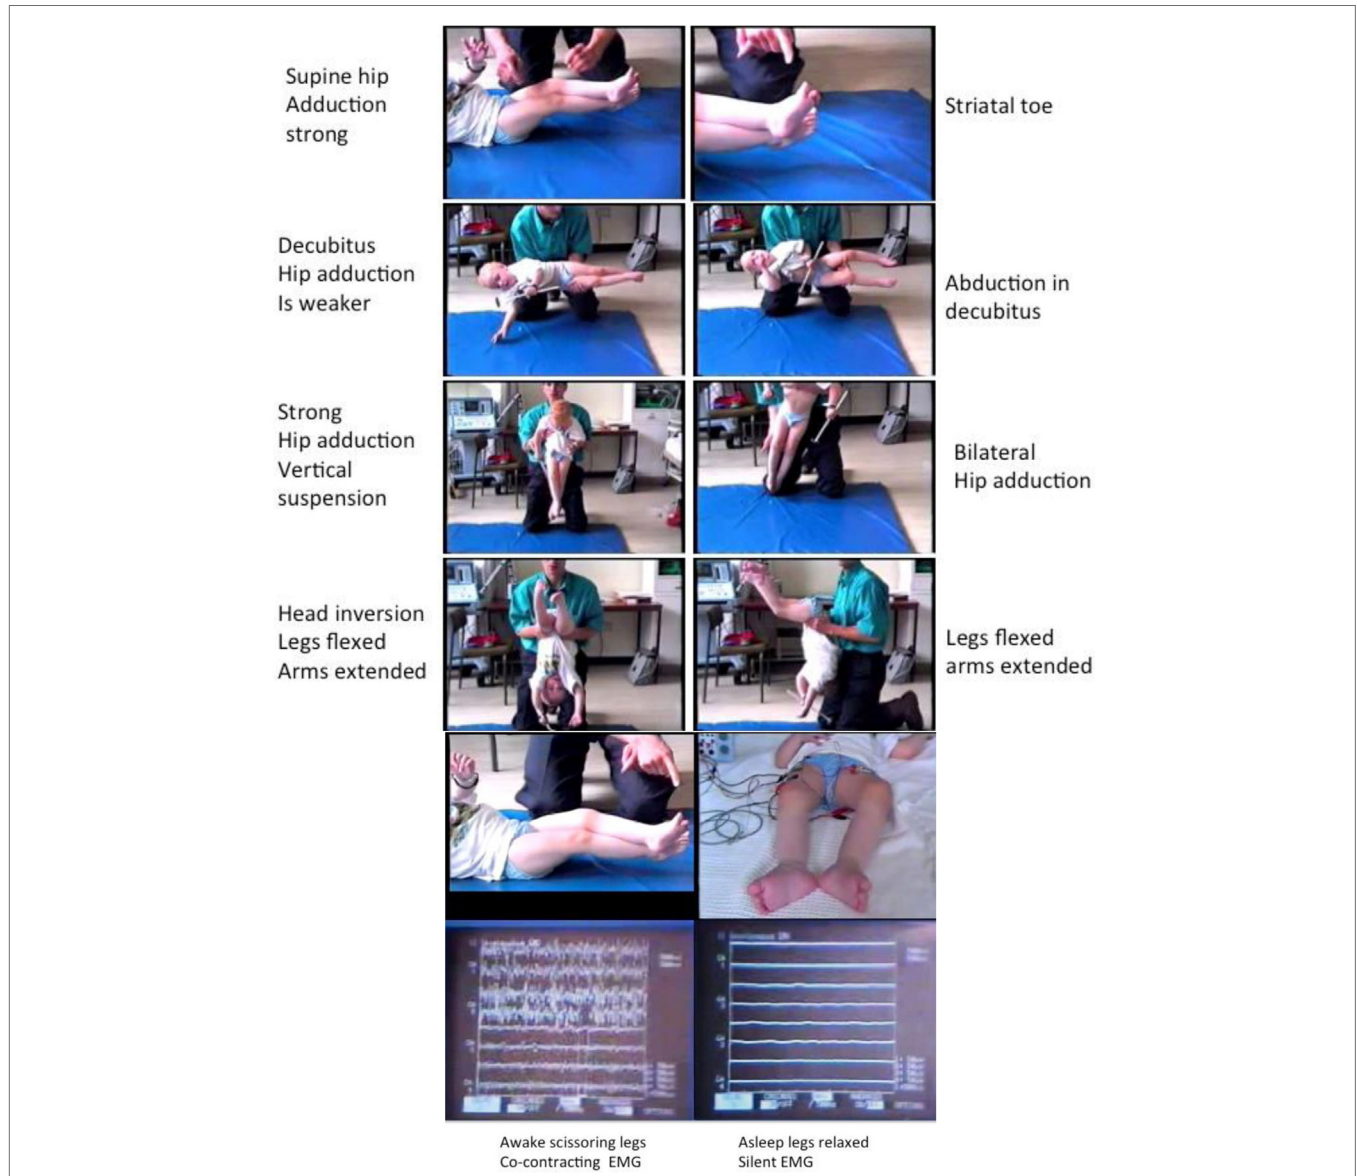 Supine hip
Adduction
strong
Striatal toe
Decubitus
Hip adduction
Is weaker
Abduction in
decubitus
Strong
Hip adduction
Vertical
suspension
Bilateral
Hip adduction
Head inversion
Legs flexed
Arms extended
Legs flexed
arms extended
Awake scissoring legs
Co-contracting EMG
Asleep legs relaxed
Silent EMG